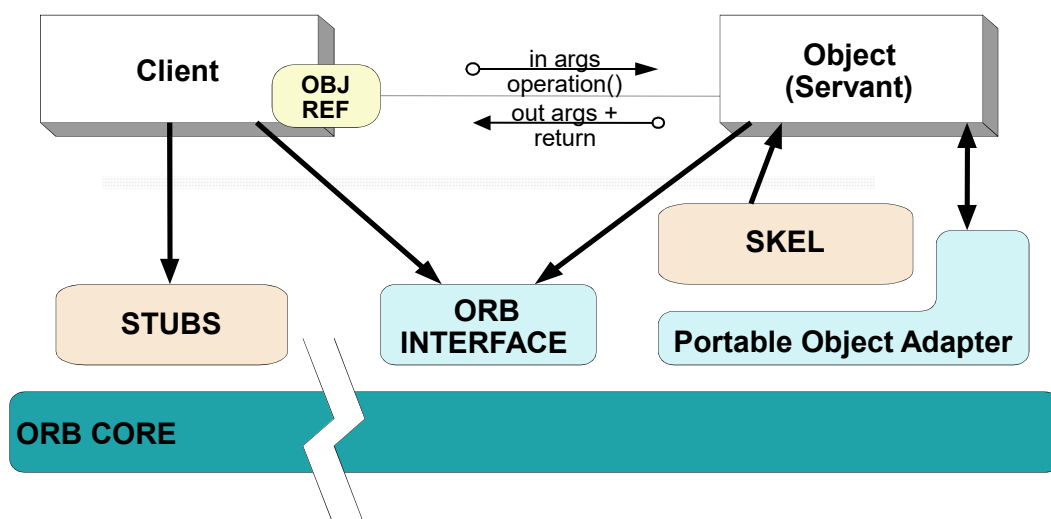 Client
OBJ
REF
in args
operation()
out args +
return
Object
(Servant)
SKEL
STUBS
ORB
INTERFACE
Portable Object Adapter
ORB CORE